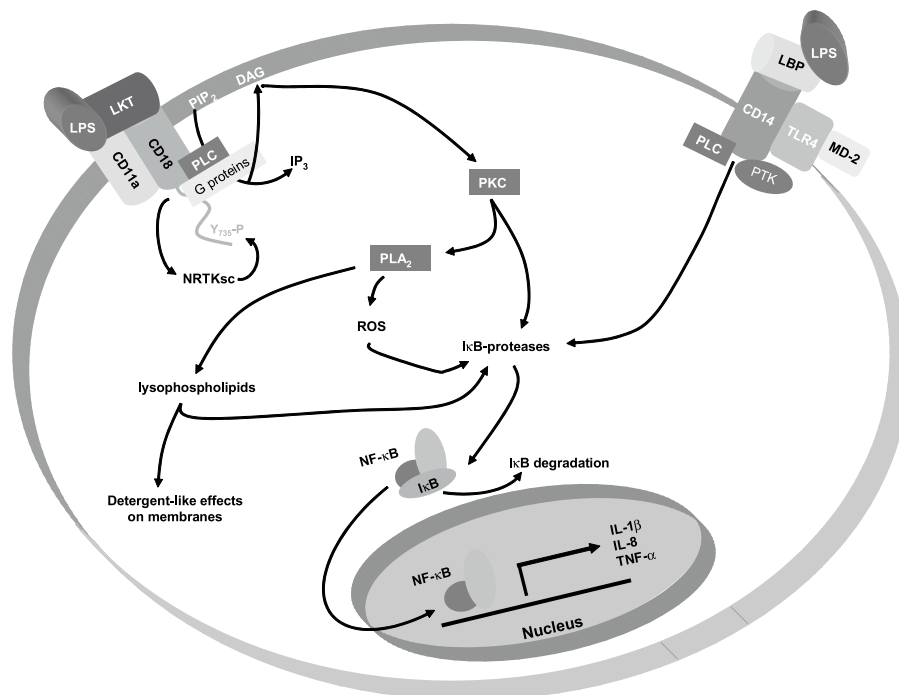 LPS
LKT
CD11a
CD18
PIP₂
DAG
PLC
G proteins
IP₃
Y₇₃₅-P
NRTKsc
LPS
LBP
CD14
TLR4
MD-2
PLC
PTK
PKC
PLA₂
ROS
IκB-proteases
lysophospholipids
Detergent-like effects
on membranes
NF-κB
IκB
IκB degradation
NF-κB
IL-1β
IL-8
TNF-α
Nucleus